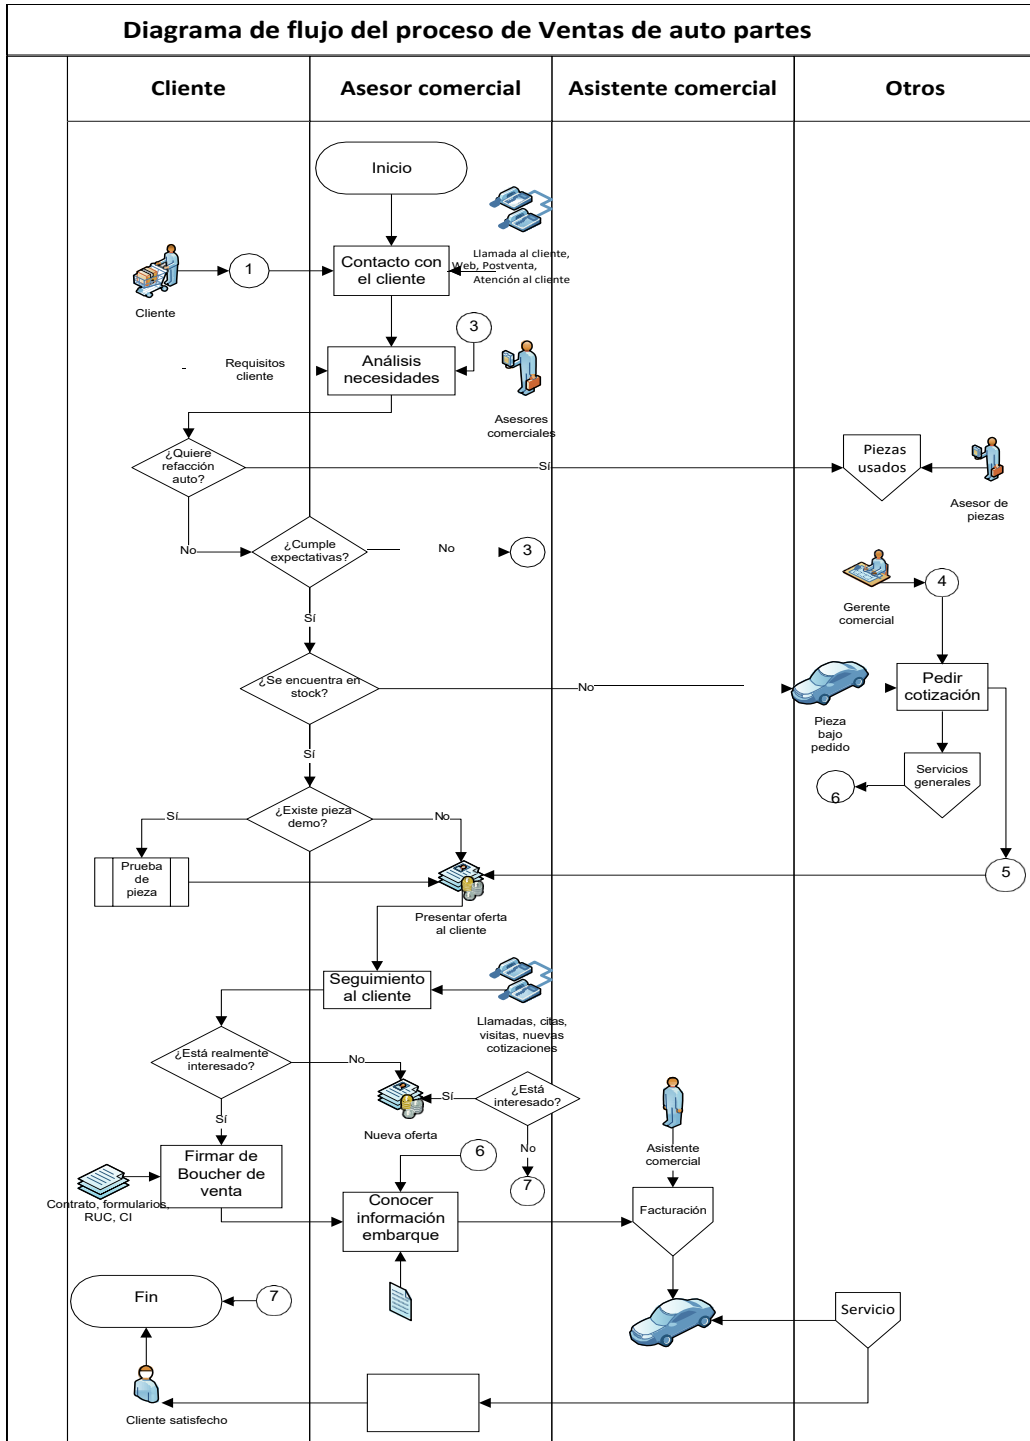 Diagrama de flujo del proceso de Ventas de auto partes
Cliente
Asesor comercial
Asistente comercial
Otros
Inicio
Llamada al cliente,
Web, Postventa,
Atención al cliente
Contacto con
el cliente
1
Cliente
3
Requisitos
cliente
Análisis
necesidades
Asesores
comerciales
¿Quiere
refacción
auto?
Sí
Piezas
usados
Asesor de
piezas
No
¿Cumple
expectativas?
No
3
4
Gerente
comercial
Sí
¿Se encuentra en
stock?
No
Pieza
bajo
pedido
Pedir
cotización
Sí
Servicios
generales
6
¿Existe pieza
demo?
Sí
No
Prueba
de
pieza
5
Presentar oferta
al cliente
Seguimiento
al cliente
Llamadas, citas,
visitas, nuevas
cotizaciones
¿Está realmente
interesado?
No
Sí
¿Está
interesado?
Nueva oferta
Sí
No
6
7
Asistente
comercial
Firmar de
Boucher de
venta
Contrato, formularios,
RUC, CI
Conocer
información
embarque
Facturación
Fin
7
Servicio
Cliente satisfecho